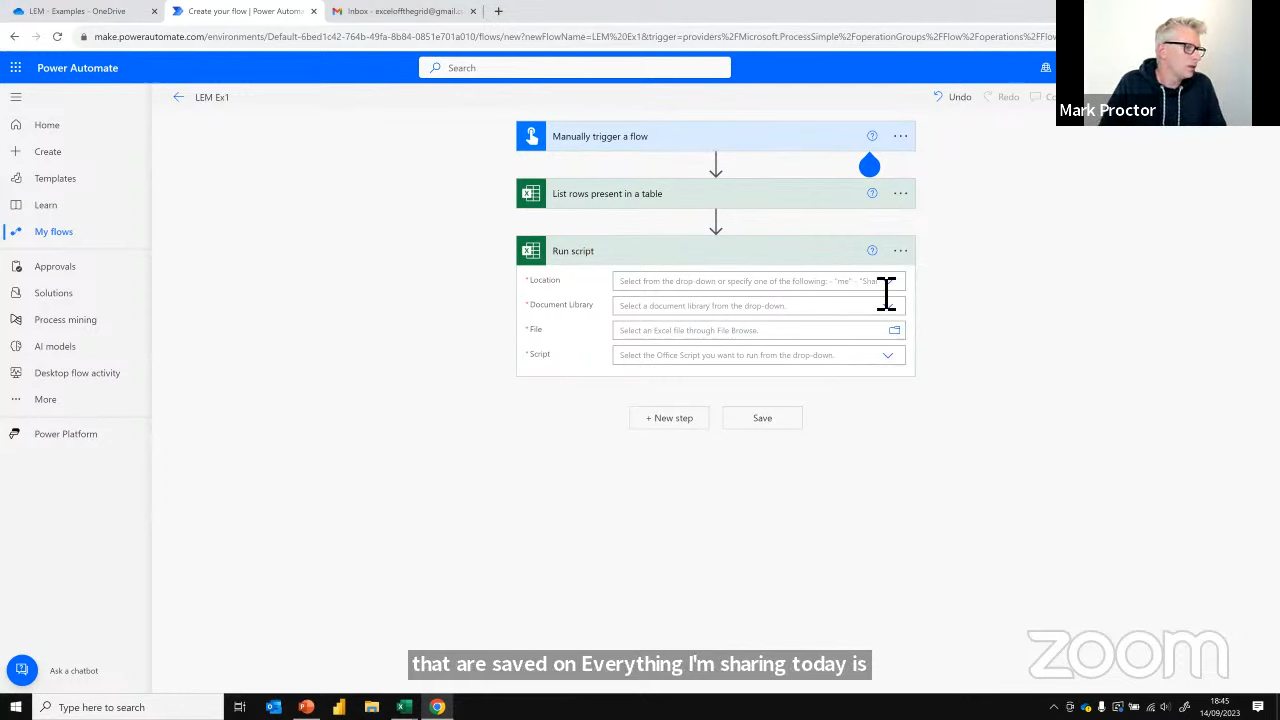 LEM - Examples - OneDrive
Create your flow | Power Automate
Inbox - exceloffthegrid@gmail.c
make.powerautomate.com/environments/Default-6bed1c42-764b-49fa-8b84-0851e701a010/flows/new?newFlowName=LEM%20Ex1&trigger=providers%2FMicrosoft.ProcessSimple%2FoperationGroups%2FFlow%2Foperations%2FFlow
Power Automate
Search
LEM Ex1
Undo
Redo
Co
Mark Proctor
Home
Create
Templates
Learn
My flows
Approvals
Solutions
Process mining
AI models
Desktop flow activity
More
Power Platform
Ask a chatbot
Manually trigger a flow
List rows present in a table
Run script
* Location
Select from the drop-down or specify one of the following: - "me" - "Shar
* Document Library
Select a document library from the drop-down.
* File
Select an Excel file through File Browse.
* Script
Select the Office Script you want to run from the drop-down.
+ New step
Save
that are saved on Everything I'm sharing today is
zoom
Type here to search
18:45
14/09/2023